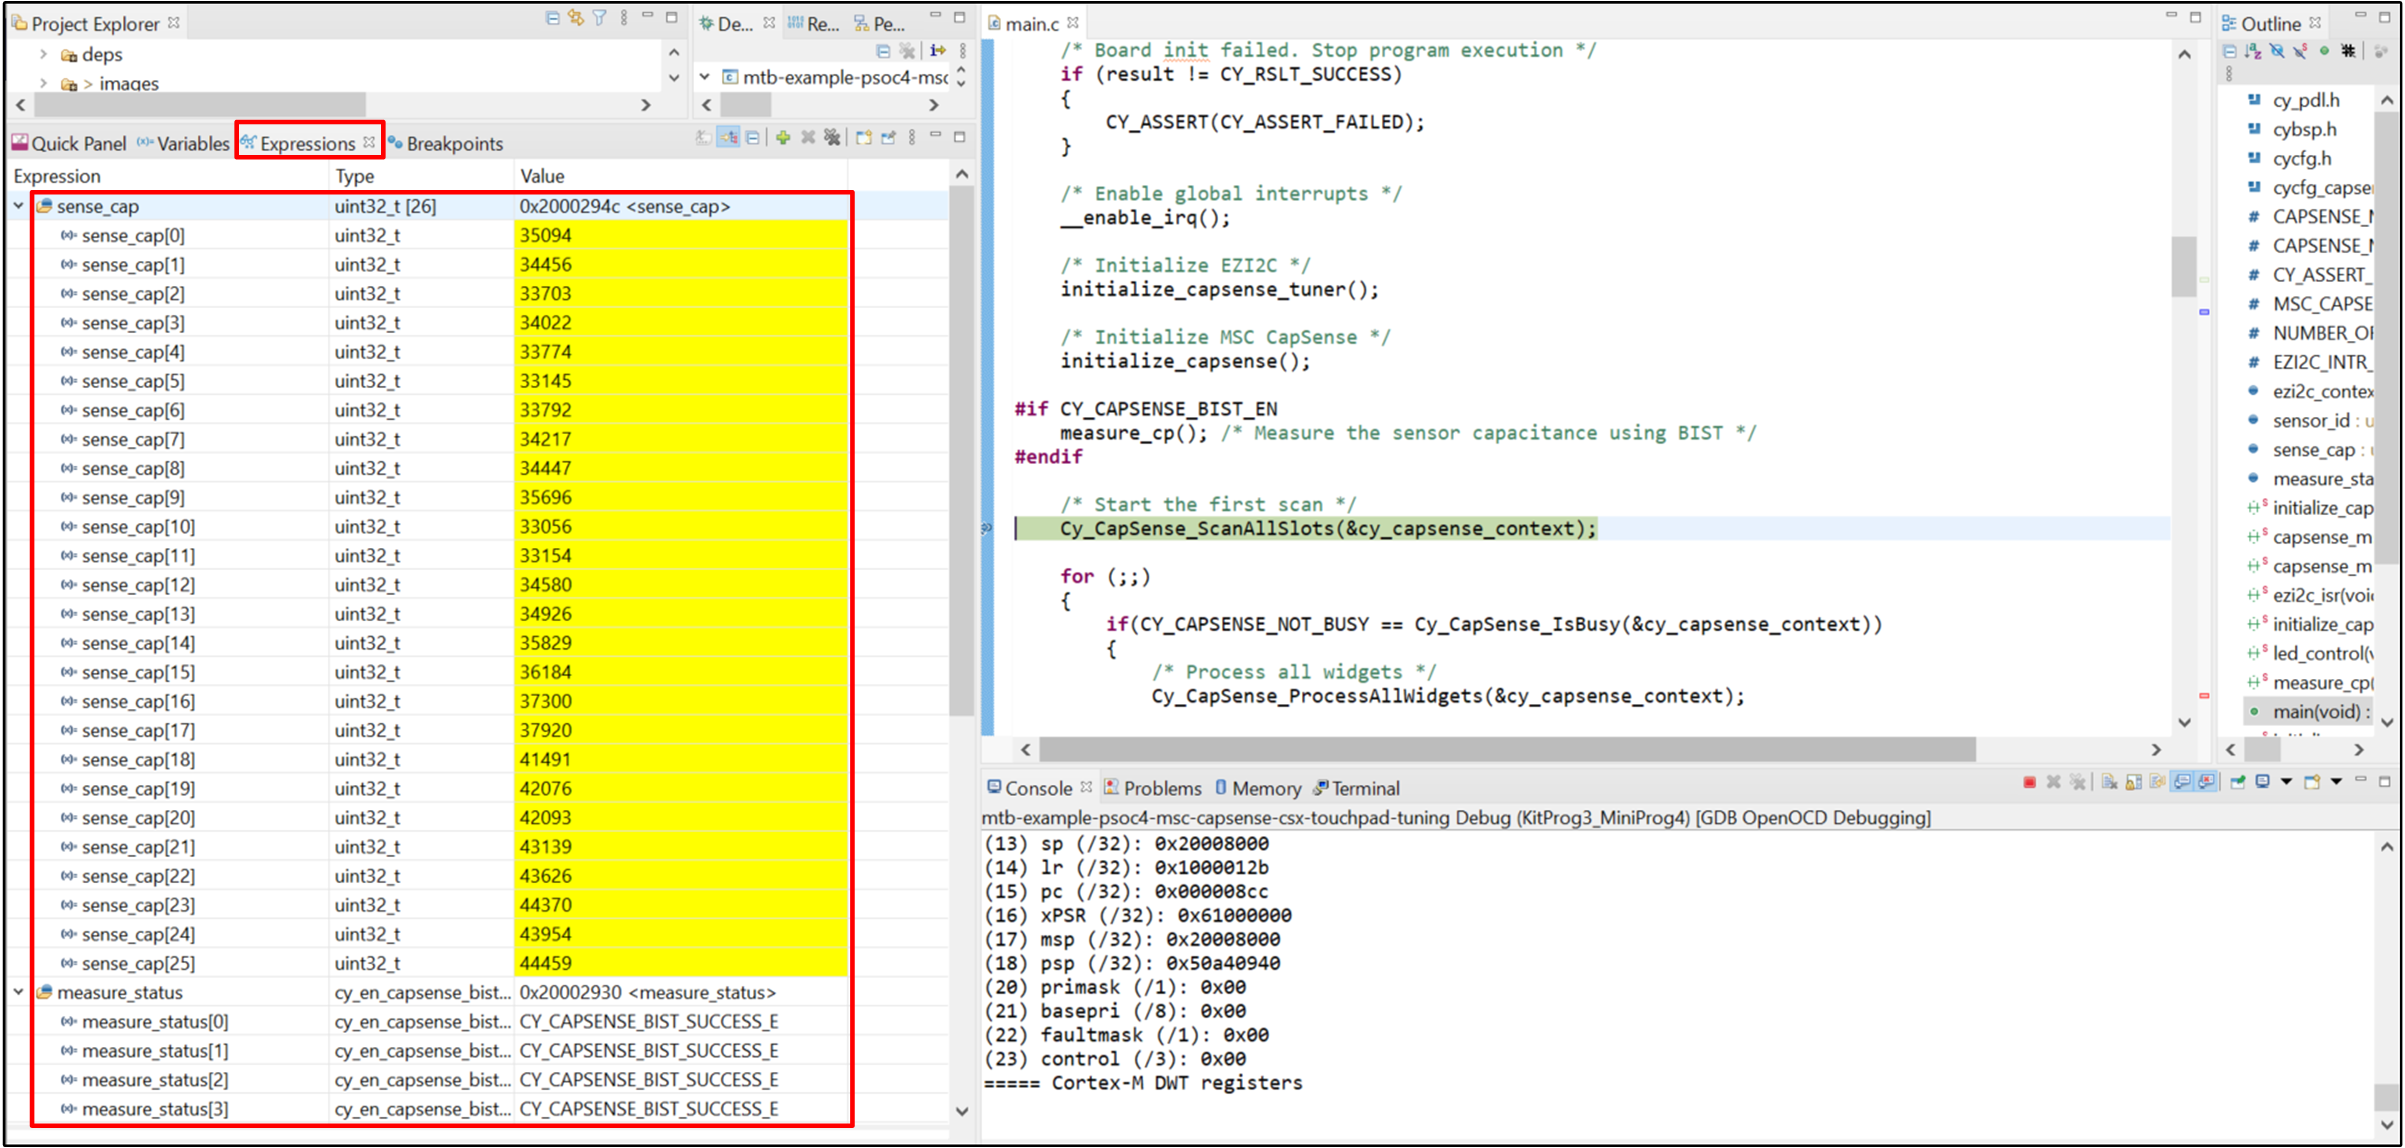 Project Explorer
deps
> images
De...
Re...
Pe...
mtb-example-psoc4-msc
Quick Panel
Variables
Expressions
Breakpoints
Expression Type Value
sense_cap uint32_t [26] 0x2000294c <sense_cap>
sense_cap[0] uint32_t 35094
sense_cap[1] uint32_t 34456
sense_cap[2] uint32_t 33703
sense_cap[3] uint32_t 34022
sense_cap[4] uint32_t 33774
sense_cap[5] uint32_t 33145
sense_cap[6] uint32_t 33792
sense_cap[7] uint32_t 34217
sense_cap[8] uint32_t 34447
sense_cap[9] uint32_t 35696
sense_cap[10] uint32_t 33056
sense_cap[11] uint32_t 33154
sense_cap[12] uint32_t 34580
sense_cap[13] uint32_t 34926
sense_cap[14] uint32_t 35829
sense_cap[15] uint32_t 36184
sense_cap[16] uint32_t 37300
sense_cap[17] uint32_t 37920
sense_cap[18] uint32_t 41491
sense_cap[19] uint32_t 42076
sense_cap[20] uint32_t 42093
sense_cap[21] uint32_t 43139
sense_cap[22] uint32_t 43626
sense_cap[23] uint32_t 44370
sense_cap[24] uint32_t 43954
sense_cap[25] uint32_t 44459
measure_status cy_en_capsense_bist... 0x20002930 <measure_status>
measure_status[0] cy_en_capsense_bist... CY_CAPSENSE_BIST_SUCCESS_E
measure_status[1] cy_en_capsense_bist... CY_CAPSENSE_BIST_SUCCESS_E
measure_status[2] cy_en_capsense_bist... CY_CAPSENSE_BIST_SUCCESS_E
measure_status[3] cy_en_capsense_bist... CY_CAPSENSE_BIST_SUCCESS_E
main.c
/* Board init failed. Stop program execution */
if (result != CY_RSLT_SUCCESS)
{
CY_ASSERT(CY_ASSERT_FAILED);
}
/* Enable global interrupts */
__enable_irq();
/* Initialize EZI2C */
initialize_capsense_tuner();
/* Initialize MSC CapSense */
initialize_capsense();
#if CY_CAPSENSE_BIST_EN
measure_cp(); /* Measure the sensor capacitance using BIST */
#endif
/* Start the first scan */
Cy_CapSense_ScanAllSlots(&cy_capsense_context);
for (;;)
{
if(CY_CAPSENSE_NOT_BUSY == Cy_CapSense_IsBusy(&cy_capsense_context))
{
/* Process all widgets */
Cy_CapSense_ProcessAllWidgets(&cy_capsense_context);
Console
Problems
Memory
Terminal
mtb-example-psoc4-msc-capsense-csx-touchpad-tuning Debug (KitProg3_MiniProg4) [GDB OpenOCD Debugging]
(13) sp (/32): 0x20008000
(14) lr (/32): 0x1000012b
(15) pc (/32): 0x000008cc
(16) xPSR (/32): 0x61000000
(17) msp (/32): 0x20008000
(18) psp (/32): 0x50a40940
(20) primask (/1): 0x00
(21) basepri (/8): 0x00
(22) faultmask (/1): 0x00
(23) control (/3): 0x00
===== Cortex-M DWT registers
Outline
cy_pdl.h
cybsp.h
cycfg.h
cycfg_capse
CAPSENSE_
CAPSENSE_
CY_ASSERT_
MSC_CAPSE
NUMBER_O
EZI2C_INTR_
ezi2c_contex
sensor_id : u
sense_cap :
measure_sta
initialize_cap
capsense_m
capsense_m
ezi2c_isr(voi
initialize_cap
led_control(
measure_cp(
main(void) :